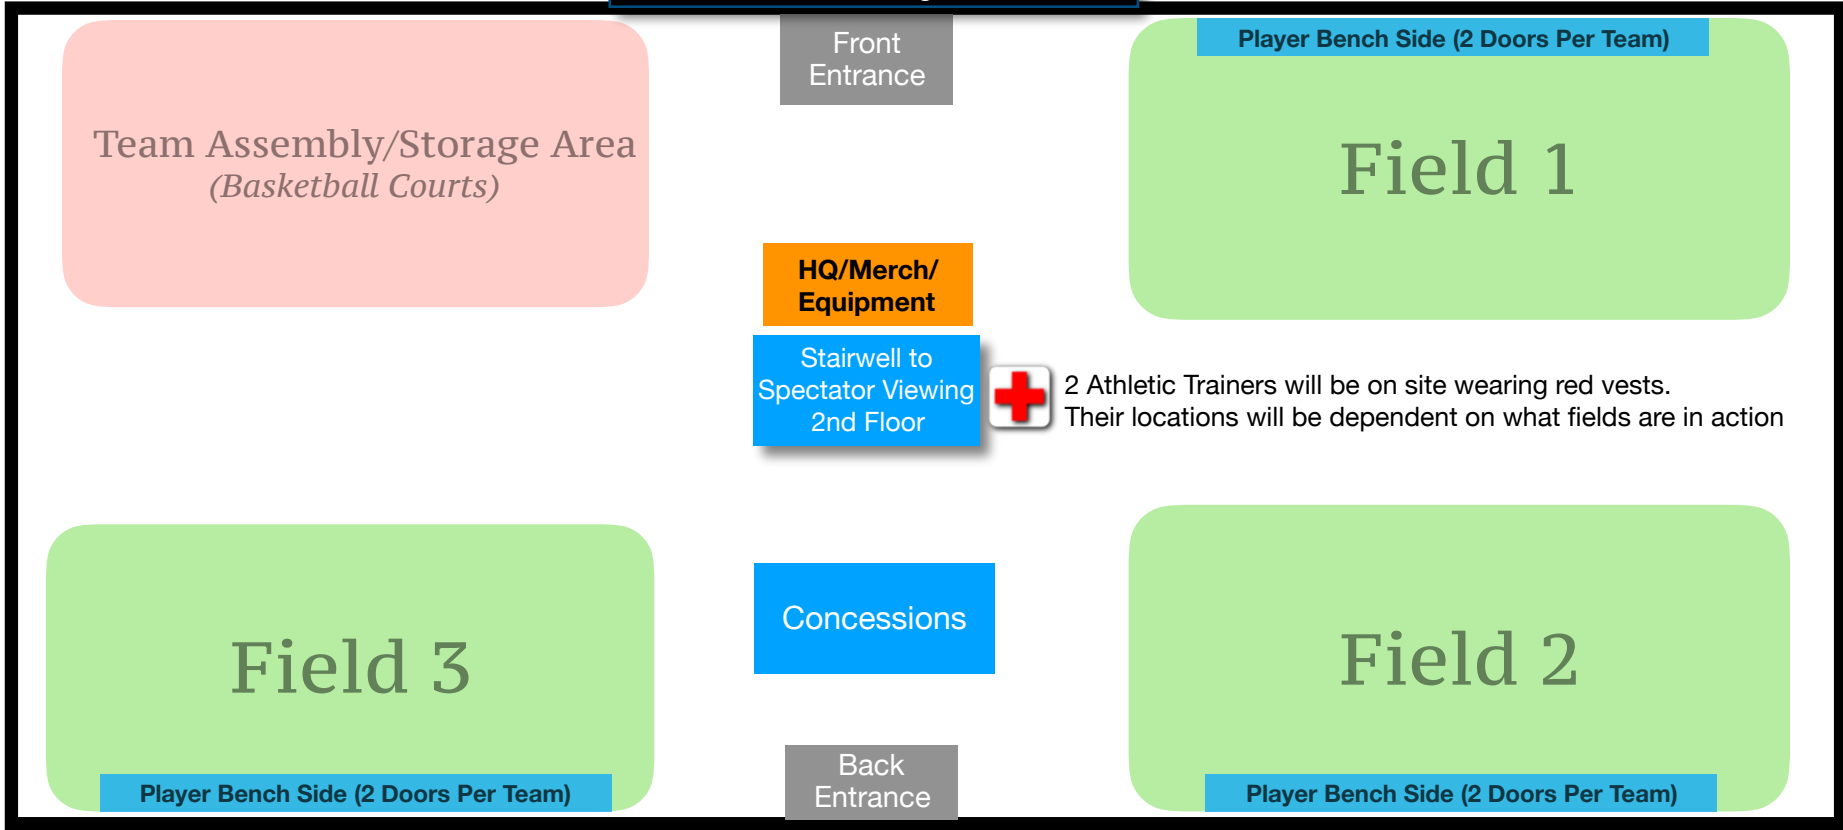 Front
Entrance
Player Bench Side (2 Doors Per Team)
Team Assembly/Storage Area
(Basketball Courts)
Field 1
HQ/Merch/
Equipment
Stairwell to
Spectator Viewing
2nd Floor
2 Athletic Trainers will be on site wearing red vests.
Their locations will be dependent on what fields are in action
Field 3
Concessions
Field 2
Player Bench Side (2 Doors Per Team)
Back
Entrance
Player Bench Side (2 Doors Per Team)